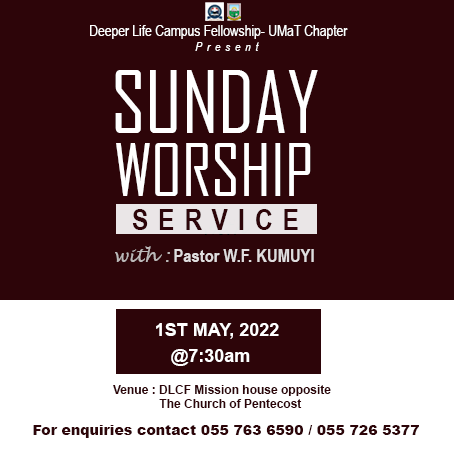 Deeper Life Campus Fellowship- UMaT Chapter
Present
SUNDAY
WORSHIP
SERVICE
with : Pastor W.F. KUMUYI
1ST MAY, 2022
@7:30am
Venue : DLCF Mission house opposite
The Church of Pentecost
For enquiries contact 055 763 6590 / 055 726 5377